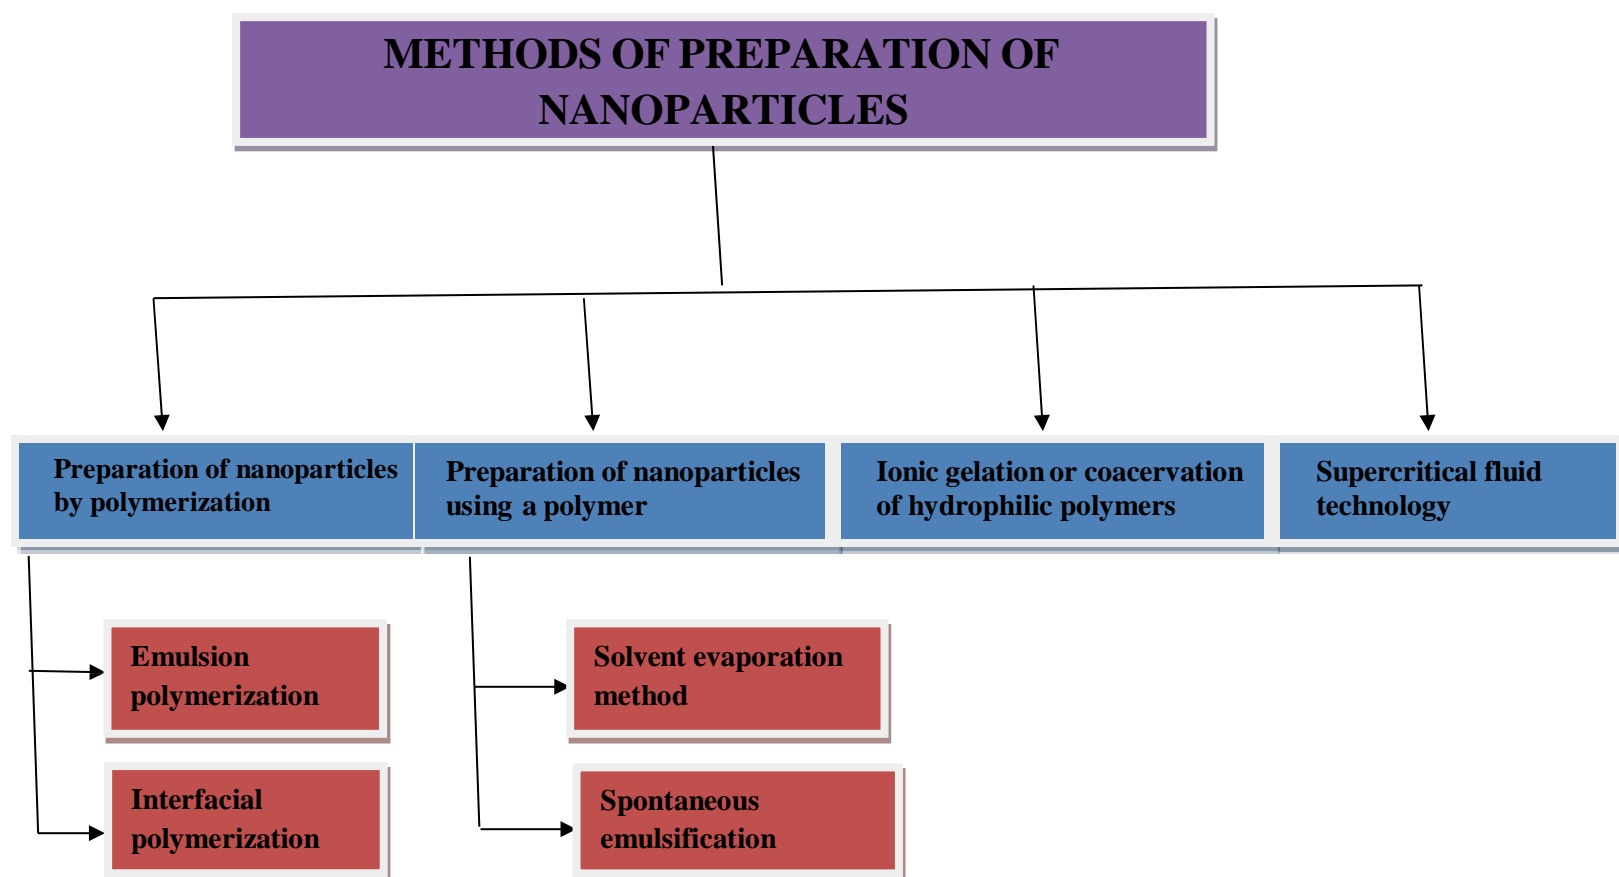 METHODS OF PREPARATION OF
NANOPARTICLES
Preparation of nanoparticles
by polymerization
Preparation of nanoparticles
using a polymer
Ionic gelation or coacervation
of hydrophilic polymers
Supercritical fluid
technology
Emulsion
polymerization
Solvent evaporation
method
Interfacial
polymerization
Spontaneous
emulsification